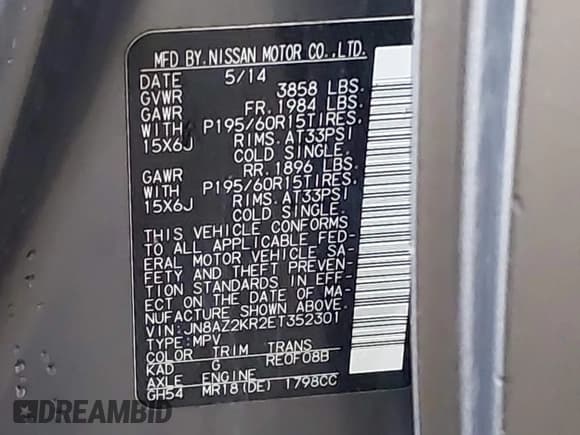 MFD BY.NISSAN MOTOR CO.,LTD.
DATE 5/14
GVWR 3858 LBS.
GAWR FR.1984 LBS.
WITH P195/60R15TIRES.
15X6J RIMS.AT33PSI
COLD SINGLE.
GAWR RR.1896 LBS.
WITH P195/60R15TIRES.
15X6J RIMS.AT33PSI
COLD SINGLE.
THIS VEHICLE CONFORMS
TO ALL APPLICABLE FED-
ERAL MOTOR VEHICLE SA-
FETY AND THEFT PREVEN-
TION STANDARDS IN EFF-
ECT ON THE DATE OF MA-
NUFACTURE SHOWN ABOVE.
VIN:JN8AZ2KR2ET352301
TYPE:MPV
COLOR TRIM TRANS
KAD G RE0F08B
AXLE ENGINE
GH54 MR18(DE) 1798CC
DREAMBID